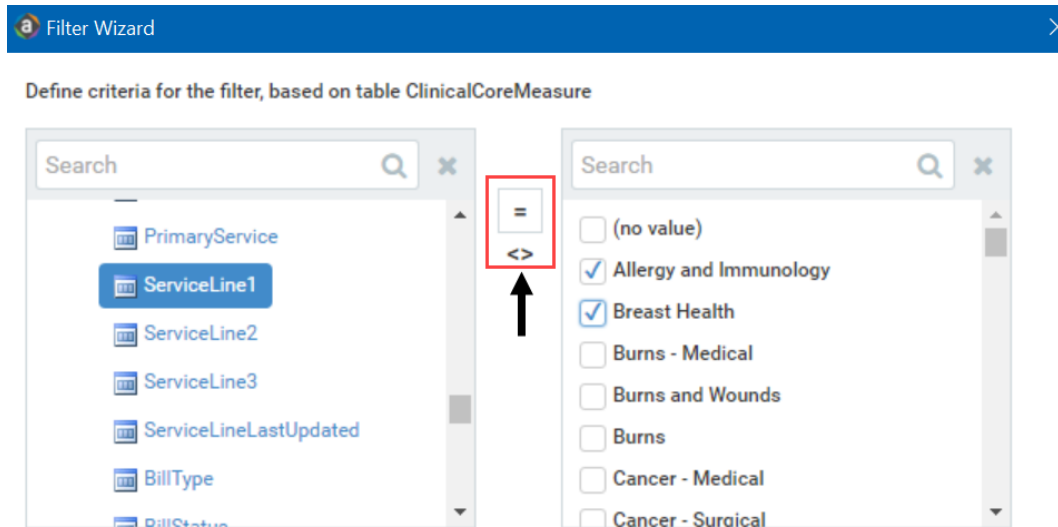 Filter Wizard
Define criteria for the filter, based on table ClinicalCoreMeasure
Search
PrimaryService
ServiceLine1
ServiceLine2
ServiceLine3
ServiceLineLastUpdated
BillType
BillStatus
=
<>
Search
(no value)
Allergy and Immunology
Breast Health
Burns - Medical
Burns and Wounds
Burns
Cancer - Medical
Cancer - Surgical